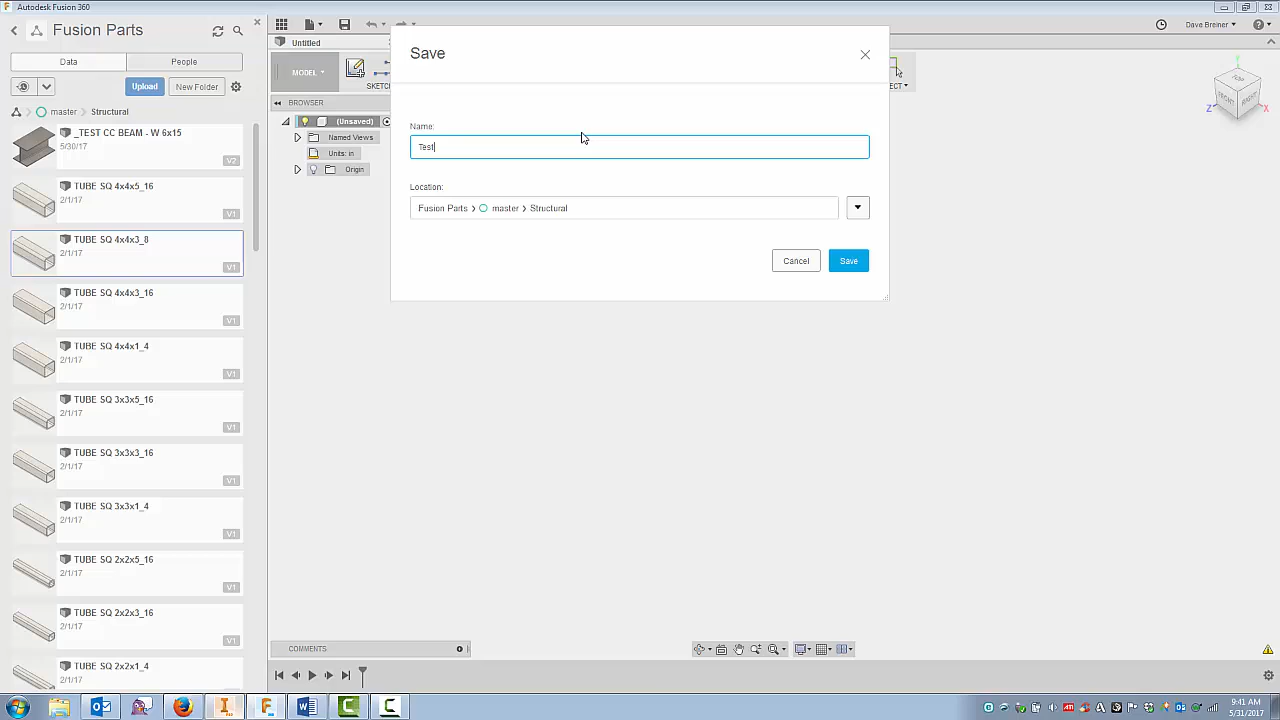 Autodesk Fusion 360
Fusion Parts
Data
People
Upload
New Folder
master > Structural
_TEST CC BEAM - W 6x15
5/30/17
V2
TUBE SQ 4x4x5_16
2/1/17
V1
TUBE SQ 4x4x3_8
2/1/17
V1
TUBE SQ 4x4x3_16
2/1/17
V1
TUBE SQ 4x4x1_4
2/1/17
V1
TUBE SQ 3x3x5_16
2/1/17
V1
TUBE SQ 3x3x3_16
2/1/17
V1
TUBE SQ 3x3x1_4
2/1/17
V1
TUBE SQ 2x2x5_16
2/1/17
V1
TUBE SQ 2x2x3_16
2/1/17
V1
TUBE SQ 2x2x1_4
2/1/17
Dave Breiner
Untitled
MODEL
SKETC
ECT
BROWSER
(Unsaved)
Named Views
Units: in
Origin
Save
Name:
Test
Location:
Fusion Parts > master > Structural
Cancel
Save
TOP
FRONT
RIGHT
Y
Z
X
COMMENTS
9:41 AM
5/31/2017